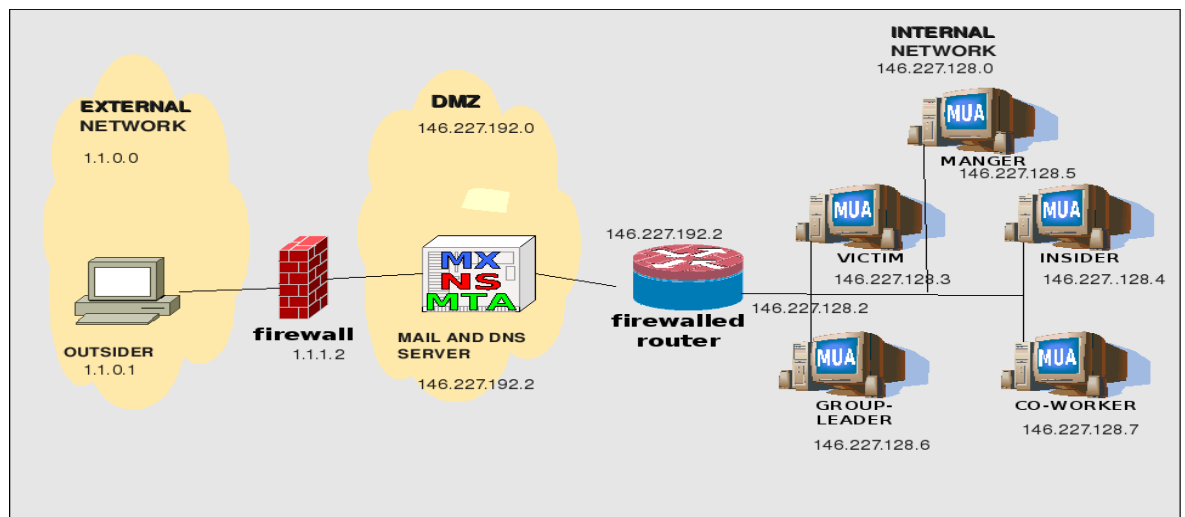 EXTERNAL
NETWORK
1.1.0.0
OUTSIDER
1.1.0.1
firewall
1.1.1.2
DMZ
146.227.192.0
MX
NS
MTA
MAIL AND DNS
SERVER
146.227.192.2
146.227.192.2
firewalled
router
146.227.128.2
INTERNAL
NETWORK
146.227.128.0
MUA
MANGER
146.227.128.5
MUA
VICTIM
146.227.128.3
MUA
INSIDER
146.227..128.4
MUA
GROUP-
LEADER
146.227.128.6
MUA
CO-WORKER
146.227.128.7